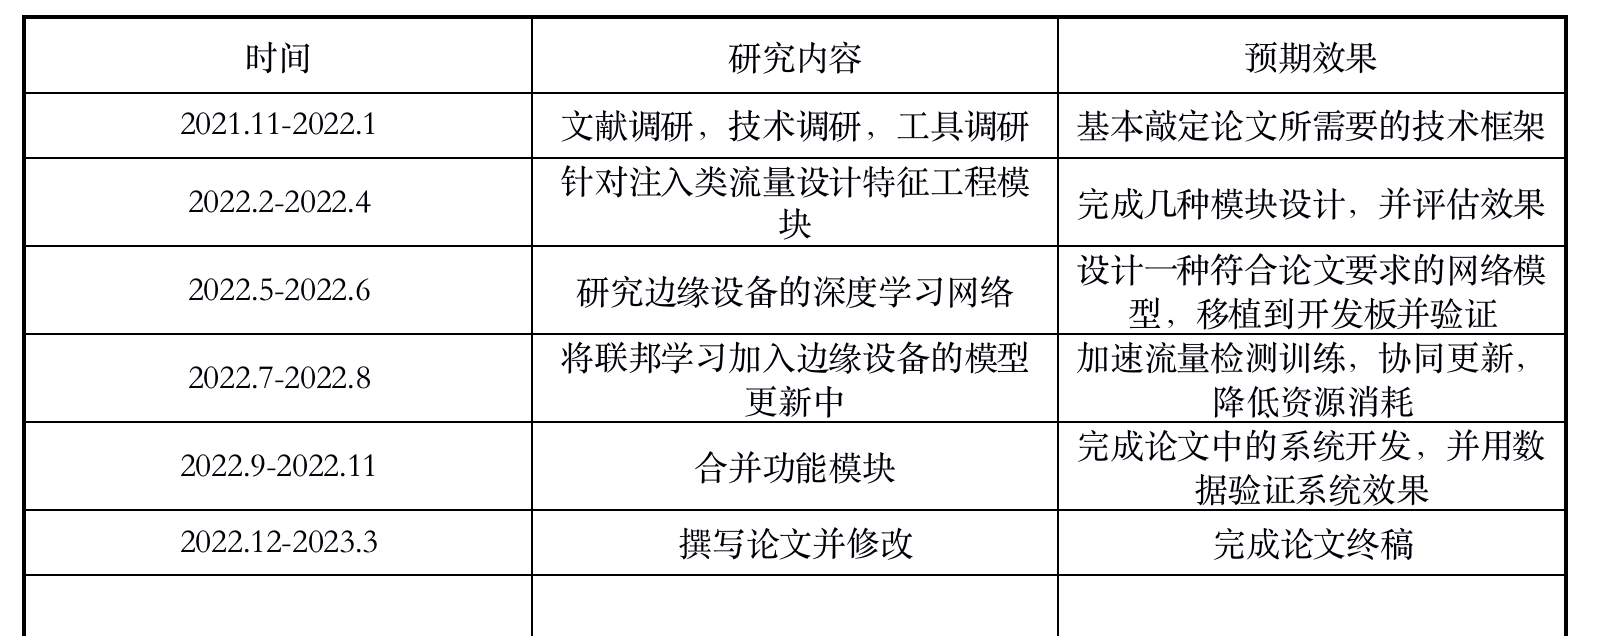 时间
研究内容
预期效果
2021.11-2022.1
文献调研，技术调研，工具调研
基本敲定论文所需要的技术框架
2022.2-2022.4
针对注入类流量设计特征工程模
块
完成几种模块设计，并评估效果
2022.5-2022.6
研究边缘设备的深度学习网络
设计一种符合论文要求的网络模
型，移植到开发板并验证
2022.7-2022.8
将联邦学习加入边缘设备的模型
更新中
加速流量检测训练，协同更新，
降低资源消耗
2022.9-2022.11
合并功能模块
完成论文中的系统开发，并用数
据验证系统效果
2022.12-2023.3
撰写论文并修改
完成论文终稿